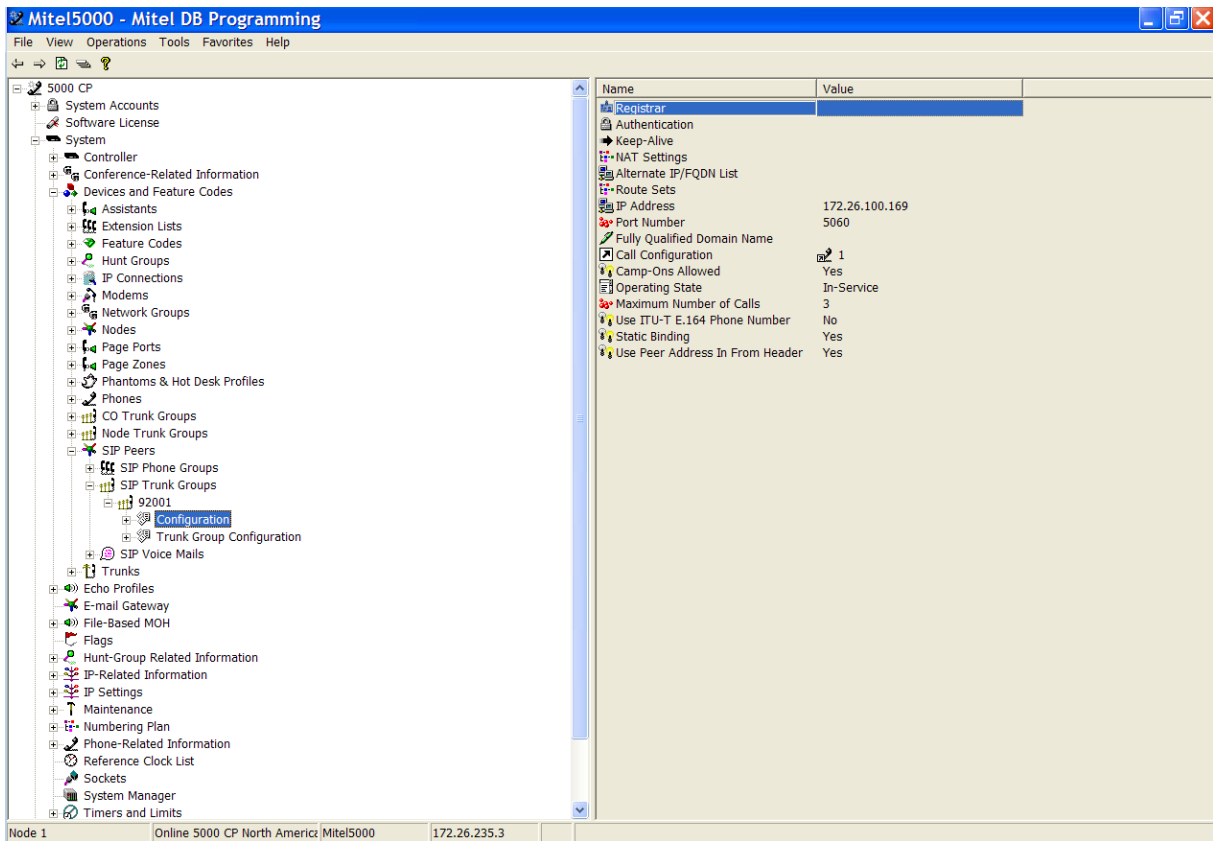 Mitel5000 - Mitel DB Programming
File View Operations Tools Favorites Help
5000 CP
System Accounts
Software License
System
Controller
Conference-Related Information
Devices and Feature Codes
Assistants
Extension Lists
Feature Codes
Hunt Groups
IP Connections
Modems
Network Groups
Nodes
Page Ports
Page Zones
Phantoms & Hot Desk Profiles
Phones
CO Trunk Groups
Node Trunk Groups
SIP Peers
SIP Phone Groups
SIP Trunk Groups
92001
Configuration
Trunk Group Configuration
SIP Voice Mails
Trunks
Echo Profiles
E-mail Gateway
File-Based MOH
Flags
Hunt-Group Related Information
IP-Related Information
IP Settings
Maintenance
Numbering Plan
Phone-Related Information
Reference Clock List
Sockets
System Manager
Timers and Limits
Name Value
Registrar
Authentication
Keep-Alive
NAT Settings
Alternate IP/FQDN List
Route Sets
IP Address 172.26.100.169
Port Number 5060
Fully Qualified Domain Name
Call Configuration 1
Camp-Ons Allowed Yes
Operating State In-Service
Maximum Number of Calls 3
Use ITU-T E.164 Phone Number No
Static Binding Yes
Use Peer Address In From Header Yes
Node 1 Online 5000 CP North America Mitel5000 172.26.235.3